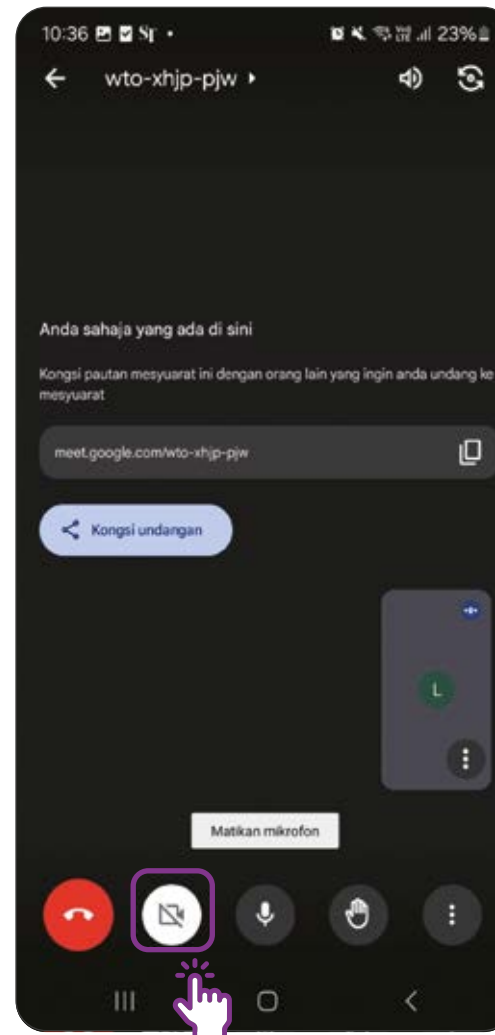 10:36 Sɼ 23%
wto-xhjp-pjw
Anda sahaja yang ada di sini
Kongsi pautan mesyuarat ini dengan orang lain yang ingin anda undang ke
mesyuarat
meet.google.com/wto-xhjp-pjw
Kongsi undangan
L
Matikan mikrofon